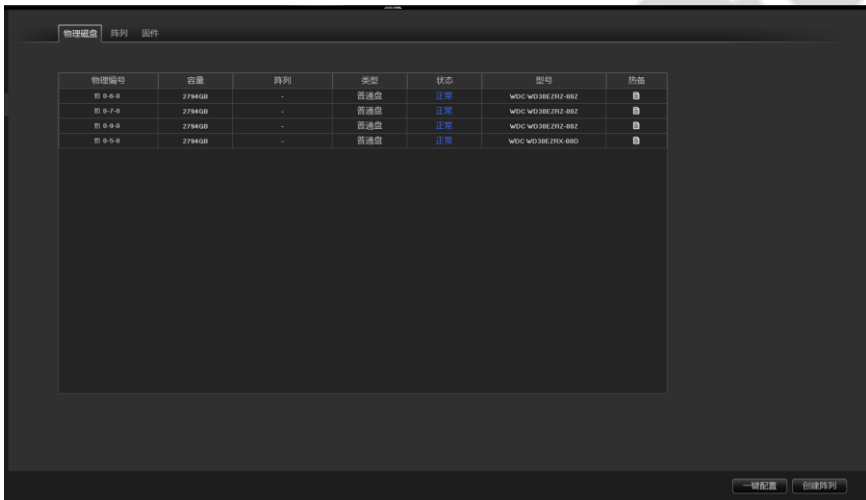 物理磁盘 阵列 固件
物理编号 容量 阵列 类型 状态 型号 热备
0-6-0 2794GB - 普通盘 正常 WDC WD30EZRZ-00Z
0-7-0 2794GB - 普通盘 正常 WDC WD30EZRZ-00Z
0-9-0 2794GB - 普通盘 正常 WDC WD30EZRZ-00Z
0-5-0 2794GB - 普通盘 正常 WDC WD30EZRX-00D
一键配置 创建阵列